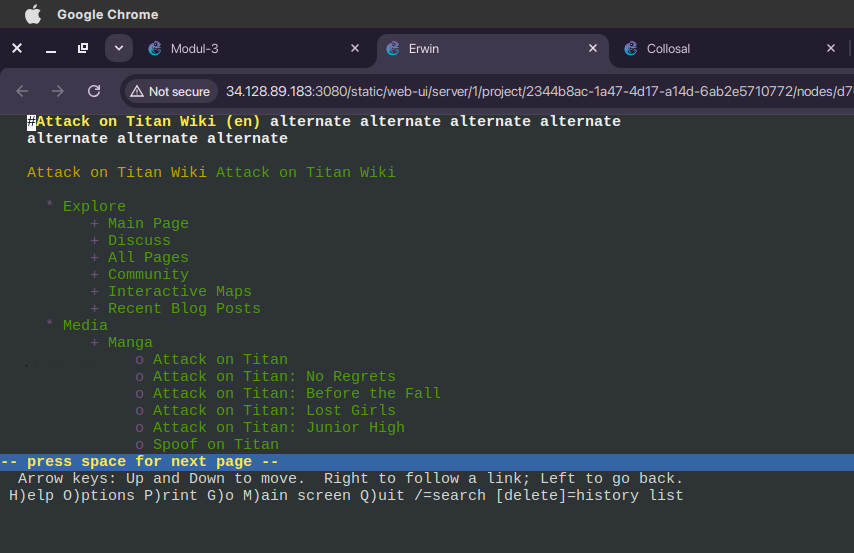 Google Chrome
Modul-3
Erwin
Collosal
Not secure 34.128.89.183:3080/static/web-ui/server/1/project/2344b8ac-1a47-4d17-a14d-6ab2e5710772/nodes/d7
#Attack on Titan Wiki (en) alternate alternate alternate alternate
alternate alternate alternate
Attack on Titan Wiki Attack on Titan Wiki
* Explore
+ Main Page
+ Discuss
+ All Pages
+ Community
+ Interactive Maps
+ Recent Blog Posts
* Media
+ Manga
o Attack on Titan
o Attack on Titan: No Regrets
o Attack on Titan: Before the Fall
o Attack on Titan: Lost Girls
o Attack on Titan: Junior High
o Spoof on Titan
-- press space for next page --
Arrow keys: Up and Down to move. Right to follow a link; Left to go back.
H)elp O)ptions P)rint G)o M)ain screen Q)uit /=search [delete]=history list